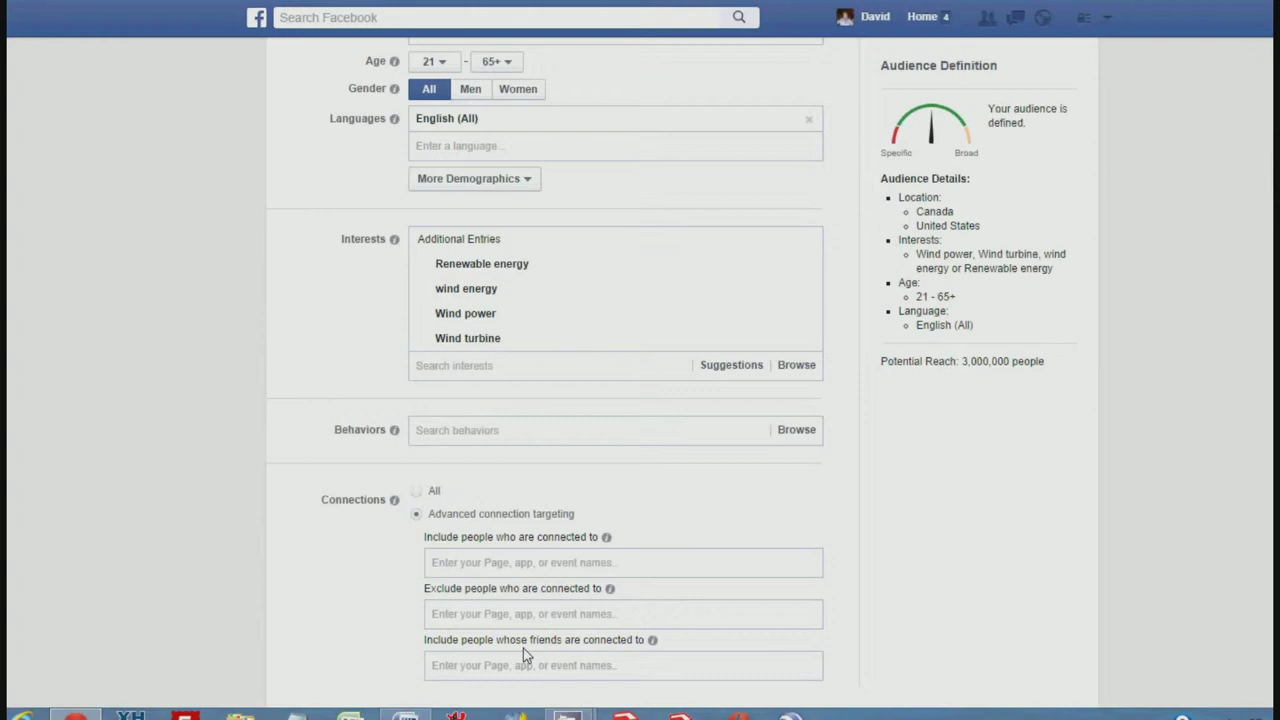 Search Facebook
David Home 4
Age 21 - 65+
Gender All Men Women
Languages English (All)
Enter a language...
More Demographics
Interests Additional Entries
Renewable energy
wind energy
Wind power
Wind turbine
Search interests Suggestions Browse
Behaviors Search behaviors Browse
Connections All
Advanced connection targeting
Include people who are connected to
Enter your Page, app, or event names..
Exclude people who are connected to
Enter your Page, app, or event names..
Include people whose friends are connected to
Enter your Page, app, or event names..
Audience Definition
Your audience is
defined.
Specific Broad
Audience Details:
Location:
Canada
United States
Interests:
Wind power, Wind turbine, wind
energy or Renewable energy
Age:
21 - 65+
Language:
English (All)
Potential Reach: 3,000,000 people